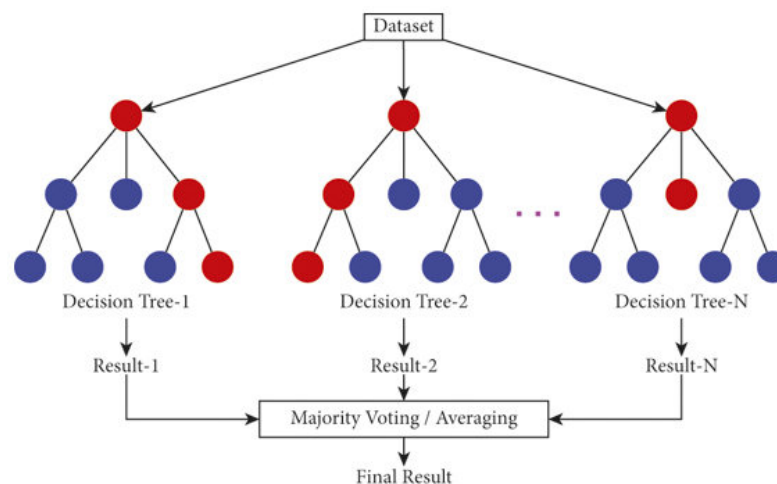 Dataset
Decision Tree-1
Decision Tree-2
Decision Tree-N
Result-1
Result-2
Result-N
Majority Voting / Averaging
Final Result